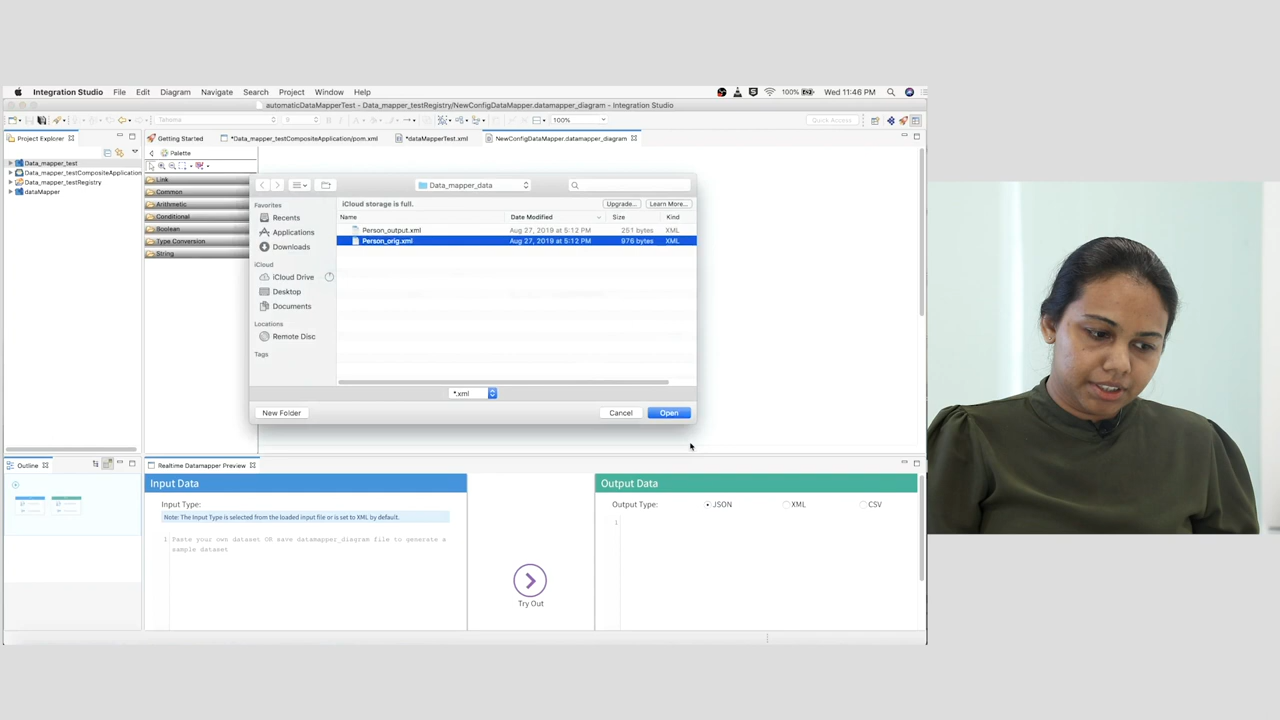 Integration Studio File Edit Diagram Navigate Search Project Window Help 100% Wed 11:46 PM
automaticDataMapperTest - Data_mapper_testRegistry/NewConfigDataMapper.datamapper_diagram - Integration Studio
Tahoma 9 100% Quick Access
Project Explorer
Getting Started *Data_mapper_testCompositeApplication/pom.xml *dataMapperTest.xml NewConfigDataMapper.datamapper_diagram
Data_mapper_test
Data_mapper_testCompositeApplication
Data_mapper_testRegistry
dataMapper
Palette
Link
Common
Arithmetic
Conditional
Boolean
Type Conversion
String
Data_mapper_data
iCloud storage is full. Upgrade... Learn More...
Name Date Modified Size Kind
Person_output.xml Aug 27, 2019 at 5:12 PM 251 bytes XML
Person_orig.xml Aug 27, 2019 at 5:12 PM 976 bytes XML
Favorites
Recents
Applications
Downloads
iCloud
iCloud Drive
Desktop
Documents
Locations
Remote Disc
Tags
*.xml
New Folder Cancel Open
Outline
Realtime Datamapper Preview
Input Data
Input Type:
Note: The Input Type is selected from the loaded input file or is set to XML by default.
1 Paste your own dataset OR save datamapper_diagram file to generate a
sample dataset
Try Out
Output Data
Output Type: JSON XML CSV
1